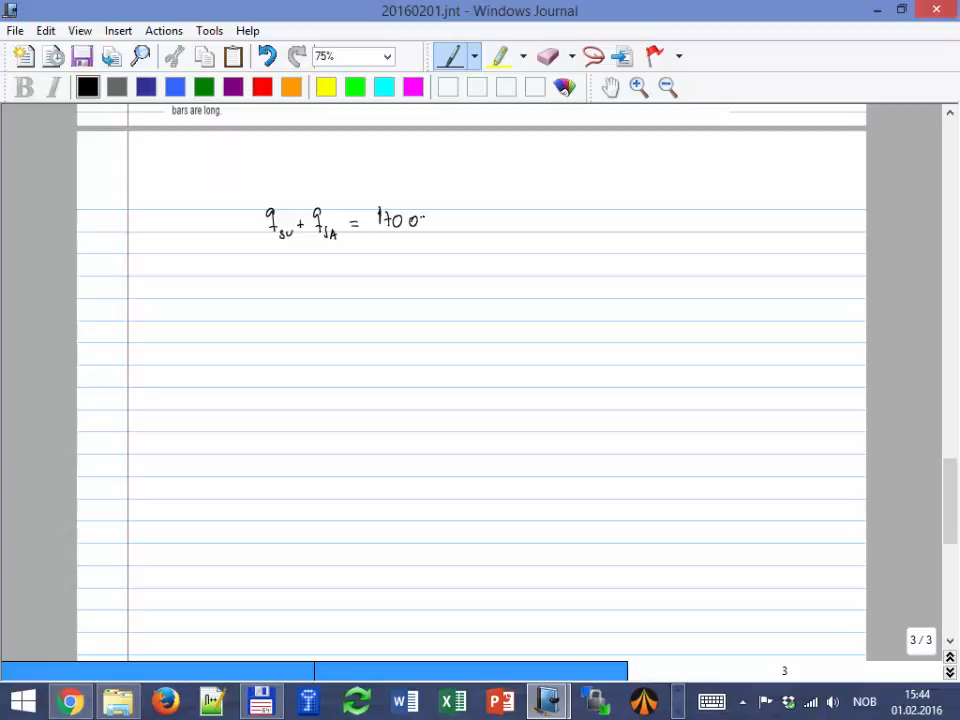 20160201.jnt - Windows Journal
File Edit View Insert Actions Tools Help
75%
B I
bars are long.
q_SU + q_SA = 1700
3 / 3
3
NOB
15:44
01.02.2016